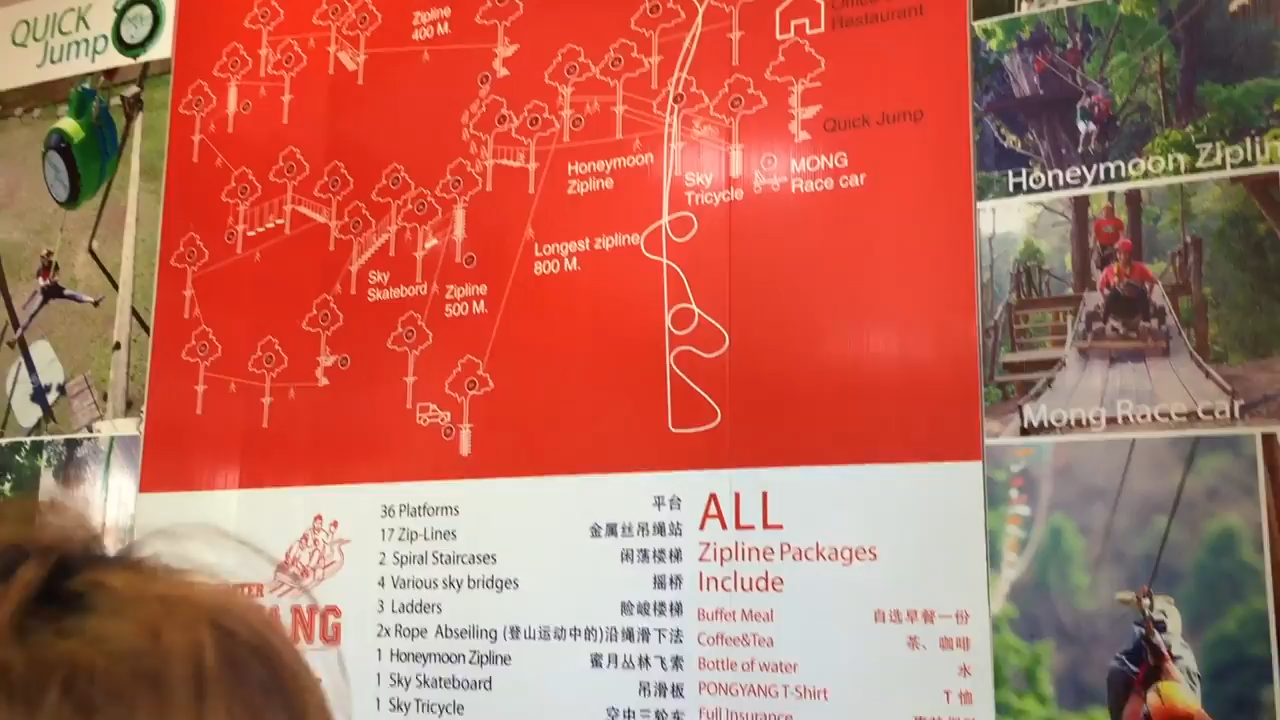 QUICK
Jump
Zipline
400 M.
Restaurant
Quick Jump
Honeymoon
Zipline
Sky
Tricycle
MONG
Race car
Longest zipline
800 M.
Sky
Skatebord
Zipline
500 M.
Honeymoon Zipli
Mong Race car
36 Platforms 平台
17 Zip-Lines 金属丝吊绳站
2 Spiral Staircases 闲荡楼梯
4 Various sky bridges 摇桥
3 Ladders 险峻楼梯
2x Rope Abseiling (登山运动中的)沿绳滑下法
1 Honeymoon Zipline 蜜月丛林飞索
1 Sky Skateboard 吊滑板
1 Sky Tricycle 空中三轮车
ALL
Zipline Packages
Include
Buffet Meal 自选早餐一份
Coffee&Tea 茶、咖啡
Bottle of water 水
PONGYANG T-Shirt T 恤
Full Insurance